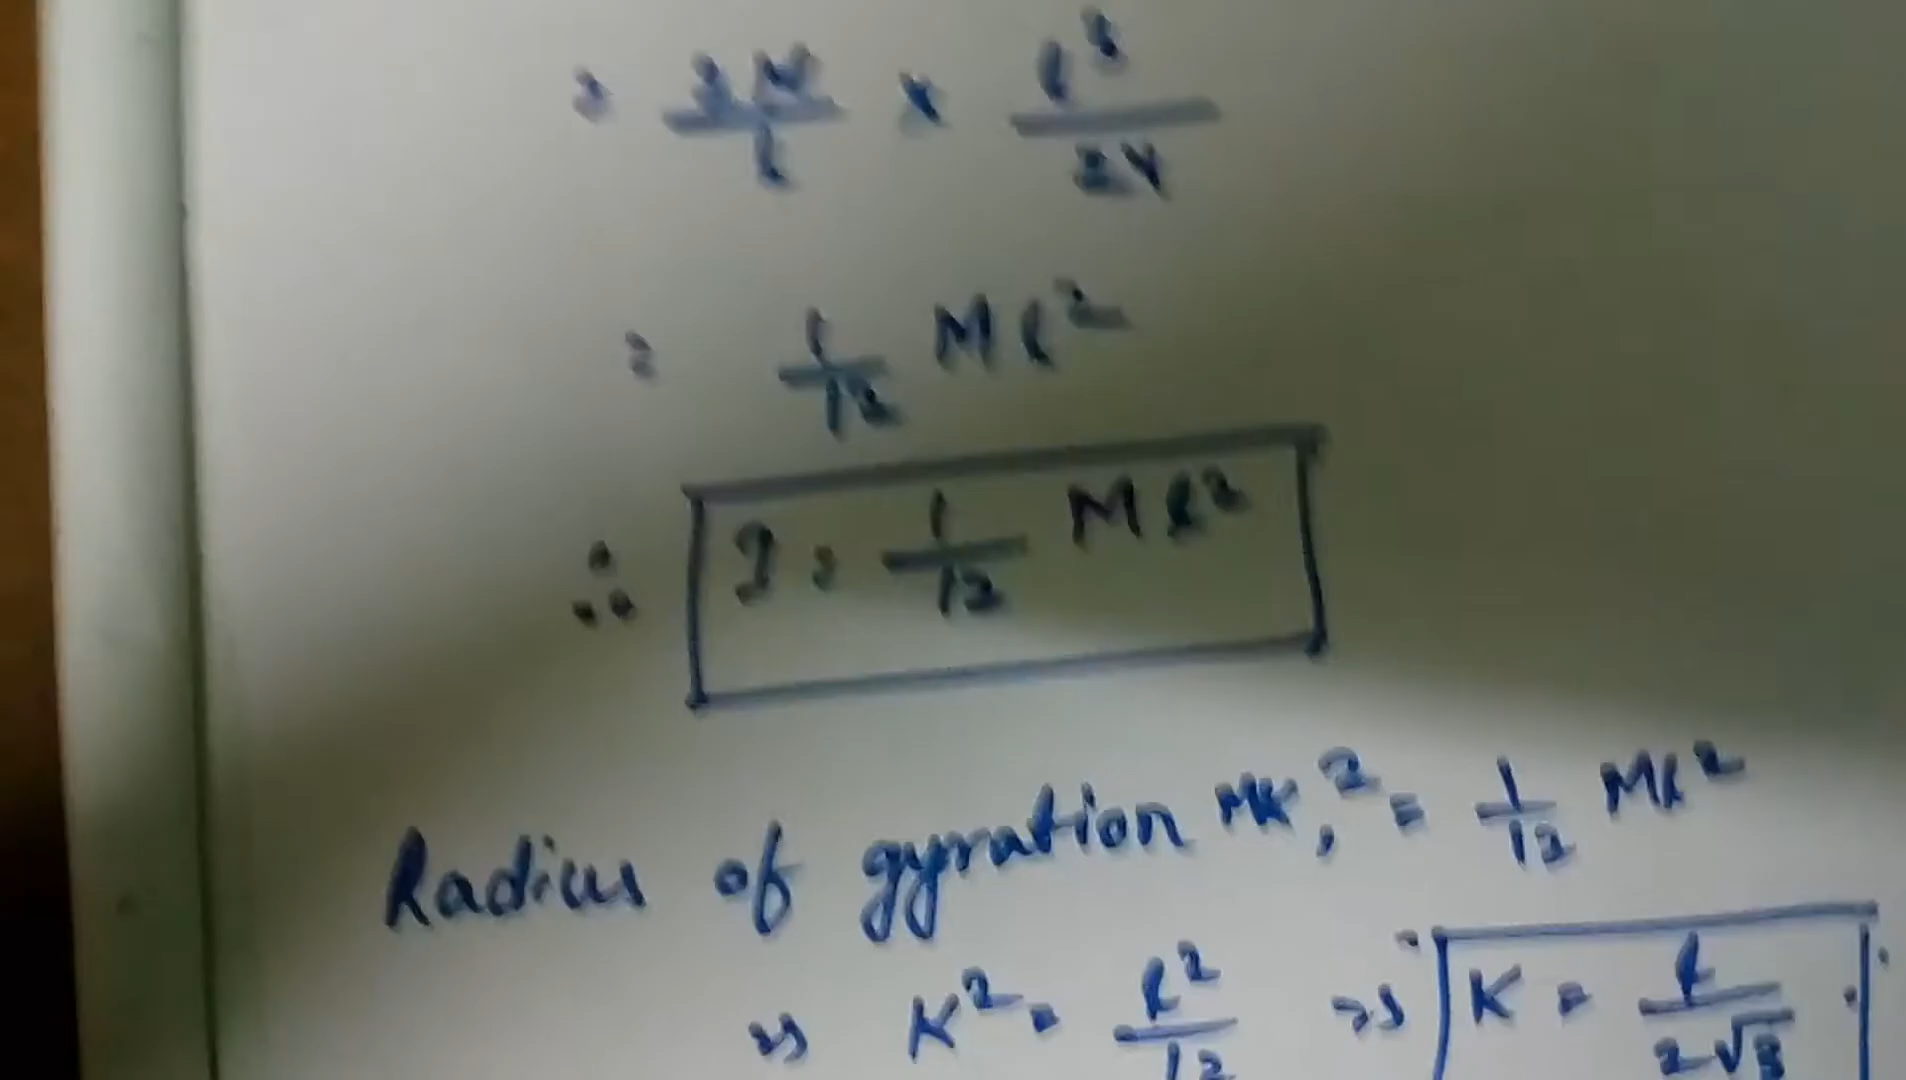 = 2M/l × l³/24
= 1/12 Ml²
∴ I = 1/12 Ml²
Radius of gyration MK², = 1/12 Ml²
⇒ K² = l²/12 ⇒ K = l/2√3